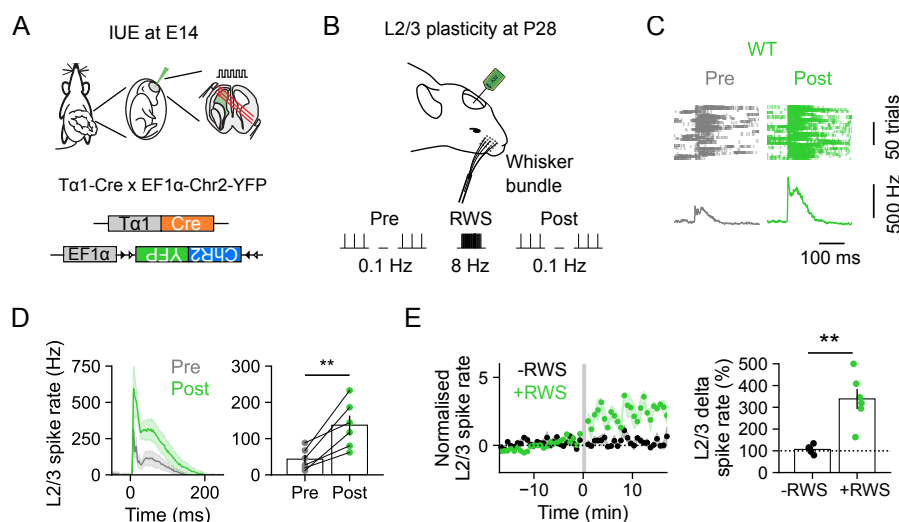 A
IUE at E14
Tα1-Cre x EF1α-Chr2-YFP
Tα1 Cre
EF1α YFP ChR2
B
L2/3 plasticity at P28
Whisker
bundle
Pre RWS Post
0.1 Hz 8 Hz 0.1 Hz
C
WT
Pre Post
50 trials
500 Hz
100 ms
D
L2/3 spike rate (Hz)
750
500
250
0
Pre
Post
0 200
Time (ms)
300
200
100
0
**
Pre Post
E
Normalised
L2/3 spike rate
5
0
-RWS
+RWS
−10 0 10
Time (min)
L2/3 delta
spike rate (%)
500
400
300
200
100
0
**
-RWS +RWS